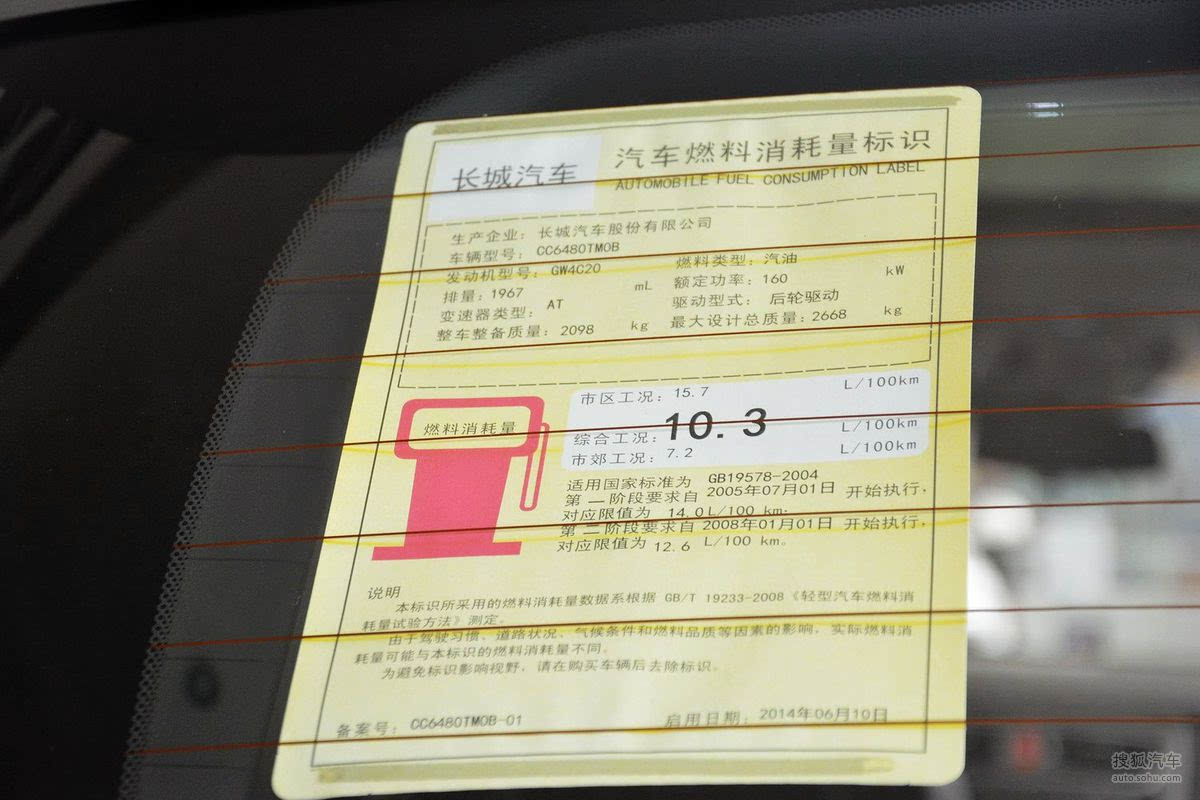 长城汽车
汽车燃料消耗量标识
AUTOMOBILE FUEL CONSUMPTION LABEL
生产企业: 长城汽车股份有限公司
车辆型号: CC6480TM0B
发动机型号: GW4C20 燃料类型: 汽油
排量: 1967 mL 额定功率: 160 kW
变速器类型: AT 驱动型式: 后轮驱动
整车整备质量: 2098 kg 最大设计总质量: 2668 kg
燃料消耗量
市区工况: 15.7 L/100km
综合工况: 10.3 L/100km
市郊工况: 7.2 L/100km
适用国家标准为 GB19578-2004
第一阶段要求自 2005年07月01日 开始执行,
对应限值为 14.0 L/100 km;
第二阶段要求自 2008年01月01日 开始执行,
对应限值为 12.6 L/100 km。
说明
本标识所采用的燃料消耗量数据系根据 GB/T 19233-2008《轻型汽车燃料消
耗量试验方法》测定。
由于驾驶习惯、道路状况、气候条件和燃料品质等因素的影响, 实际燃料消
耗量可能与本标识的燃料消耗量不同。
为避免标识影响视野, 请在购买车辆后去除标识。
备案号: CC6480TM0B-01 启用日期: 2014年06月10日
搜狐汽车
auto.sohu.com